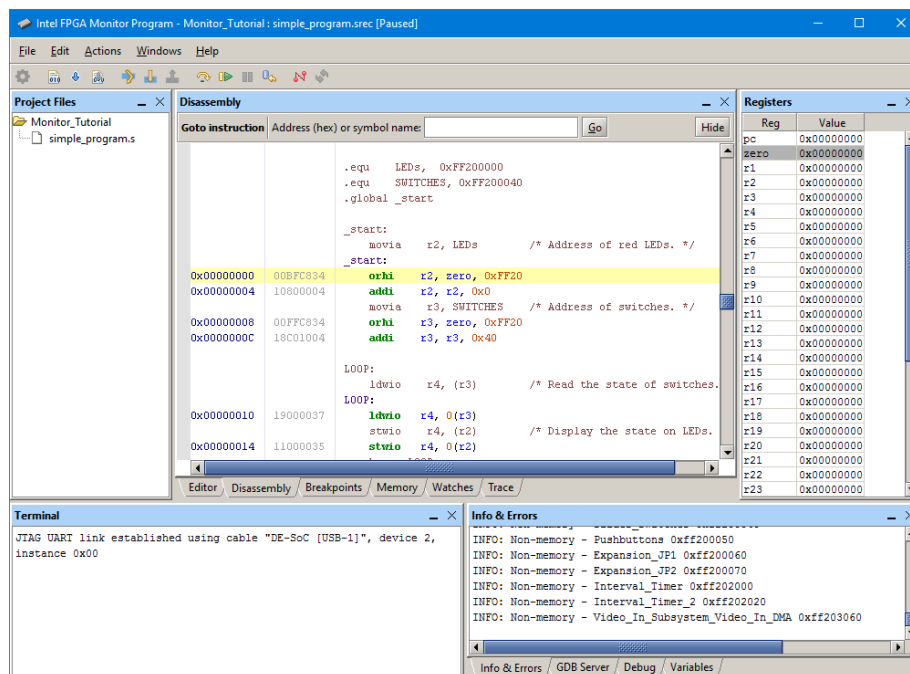 Intel FPGA Monitor Program - Monitor_Tutorial : simple_program.srec [Paused]
File Edit Actions Windows Help
Project Files
Monitor_Tutorial
simple_program.s
Disassembly
Goto instruction Address (hex) or symbol name: Go Hide
.equ LEDs, 0xFF200000
.equ SWITCHES, 0xFF200040
.global _start
_start:
movia r2, LEDs /* Address of red LEDs. */
_start:
0x00000000 00BFC834 orhi r2, zero, 0xFF20
0x00000004 10800004 addi r2, r2, 0x0
movia r3, SWITCHES /* Address of switches. */
0x00000008 00FFC834 orhi r3, zero, 0xFF20
0x0000000C 18C01004 addi r3, r3, 0x40
LOOP:
ldwio r4, (r3) /* Read the state of switches.
LOOP:
0x00000010 19000037 ldwio r4, 0(r3)
stwio r4, (r2) /* Display the state on LEDs.
0x00000014 11000035 stwio r4, 0(r2)
Editor Disassembly Breakpoints Memory Watches Trace
Registers
Reg Value
pc 0x00000000
zero 0x00000000
r1 0x00000000
r2 0x00000000
r3 0x00000000
r4 0x00000000
r5 0x00000000
r6 0x00000000
r7 0x00000000
r8 0x00000000
r9 0x00000000
r10 0x00000000
r11 0x00000000
r12 0x00000000
r13 0x00000000
r14 0x00000000
r15 0x00000000
r16 0x00000000
r17 0x00000000
r18 0x00000000
r19 0x00000000
r20 0x00000000
r21 0x00000000
r22 0x00000000
r23 0x00000000
Terminal
JTAG UART link established using cable "DE-SoC [USB-1]", device 2,
instance 0x00
Info & Errors
INFO: Non-memory - Pushbuttons 0xff200050
INFO: Non-memory - Expansion_JP1 0xff200060
INFO: Non-memory - Expansion_JP2 0xff200070
INFO: Non-memory - Interval_Timer 0xff202000
INFO: Non-memory - Interval_Timer_2 0xff202020
INFO: Non-memory - Video_In_Subsystem_Video_In_DMA 0xff203060
Info & Errors GDB Server Debug Variables